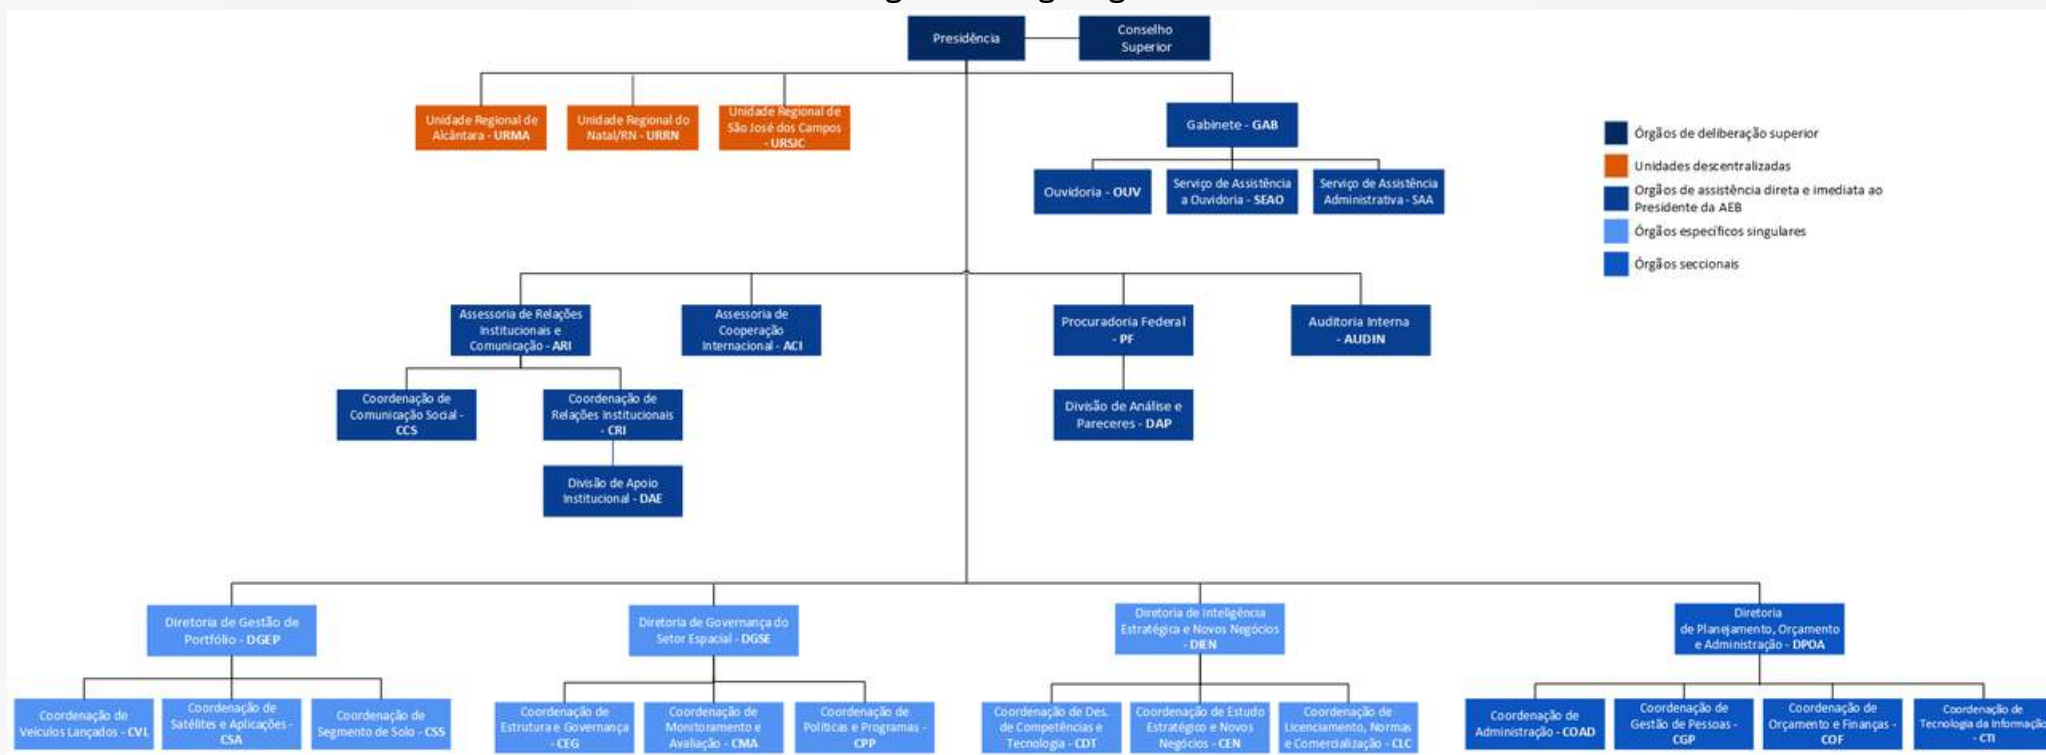 Presidência
Conselho
Superior
Unidade Regional de
Alcântara - URMA
Unidade Regional do
Natal/RN - URRN
Unidade Regional de
São José dos Campos
- URSJC
Gabinete - GAB
Ouvidoria - OUV
Serviço de Assistência
a Ouvidoria - SEAO
Serviço de Assistência
Administrativa - SAA
Órgãos de deliberação superior
Unidades descentralizadas
Orgãos de assistência direta e imediata ao
Presidente da AEB
Órgãos específicos singulares
Órgãos seccionais
Assessoria de Relações
Institucionais e
Comunicação - ARI
Assessoria de
Cooperação
Internacional - ACI
Procuradoria Federal
- PF
Auditoria Interna
- AUDIN
Coordenação de
Comunicação Social -
CCS
Coordenação de
Relações Institucionais
- CRI
Divisão de Análise e
Pareceres - DAP
Divisão de Apoio
Institucional - DAE
Diretoria de Gestão de
Portfólio - DGEP
Diretoria de Governança do
Setor Espacial - DGSE
Diretoria de Inteligência
Estratégica e Novos Negócios
- DIEN
Diretoria
de Planejamento, Orçamento
e Administração - DPOA
Coordenação de
Veículos Lançados - CVL
Coordenação de
Satélites e Aplicações -
CSA
Coordenação de
Segmento de Solo - CSS
Coordenação de
Estrutura e Governança
- CEG
Coordenação de
Monitoramento e
Avaliação - CMA
Coordenação de
Políticas e Programas -
CPP
Coordenação de Des.
de Competências e
Tecnologia - CDT
Coordenação de Estudo
Estratégico e Novos
Negócios - CEN
Coordenação de
Licenciamento, Normas
e Comercialização - CLC
Coordenação de
Administração - COAD
Coordenação de
Gestão de Pessoas -
CGP
Coordenação de
Orçamento e Finanças -
COF
Coordenação de
Tecnologia da Informação
- CTI